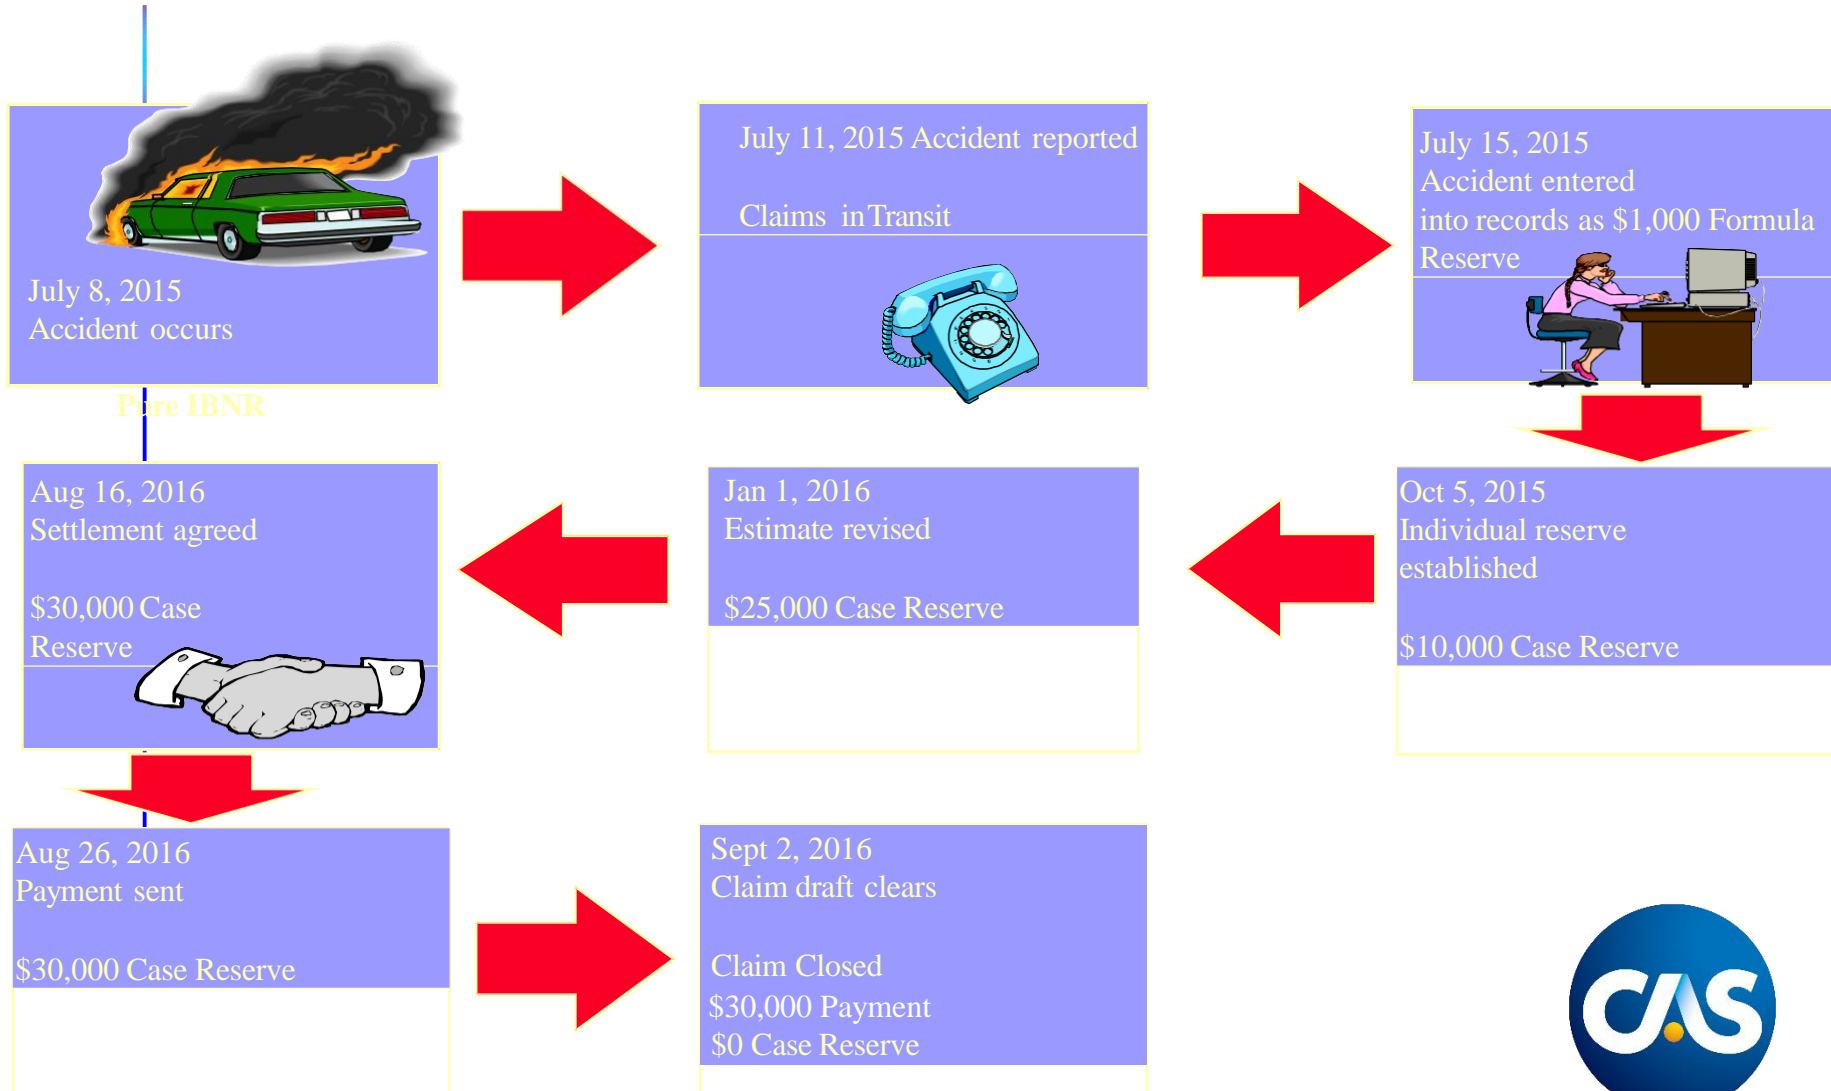 July 8, 2015
Accident occurs
Pure IBNR
July 11, 2015 Accident reported
Claims in Transit
July 15, 2015
Accident entered
into records as $1,000 Formula
Reserve
Oct 5, 2015
Individual reserve
established
$10,000 Case Reserve
Jan 1, 2016
Estimate revised
$25,000 Case Reserve
Aug 16, 2016
Settlement agreed
$30,000 Case
Reserve
Aug 26, 2016
Payment sent
$30,000 Case Reserve
Sept 2, 2016
Claim draft clears
Claim Closed
$30,000 Payment
$0 Case Reserve
CAS